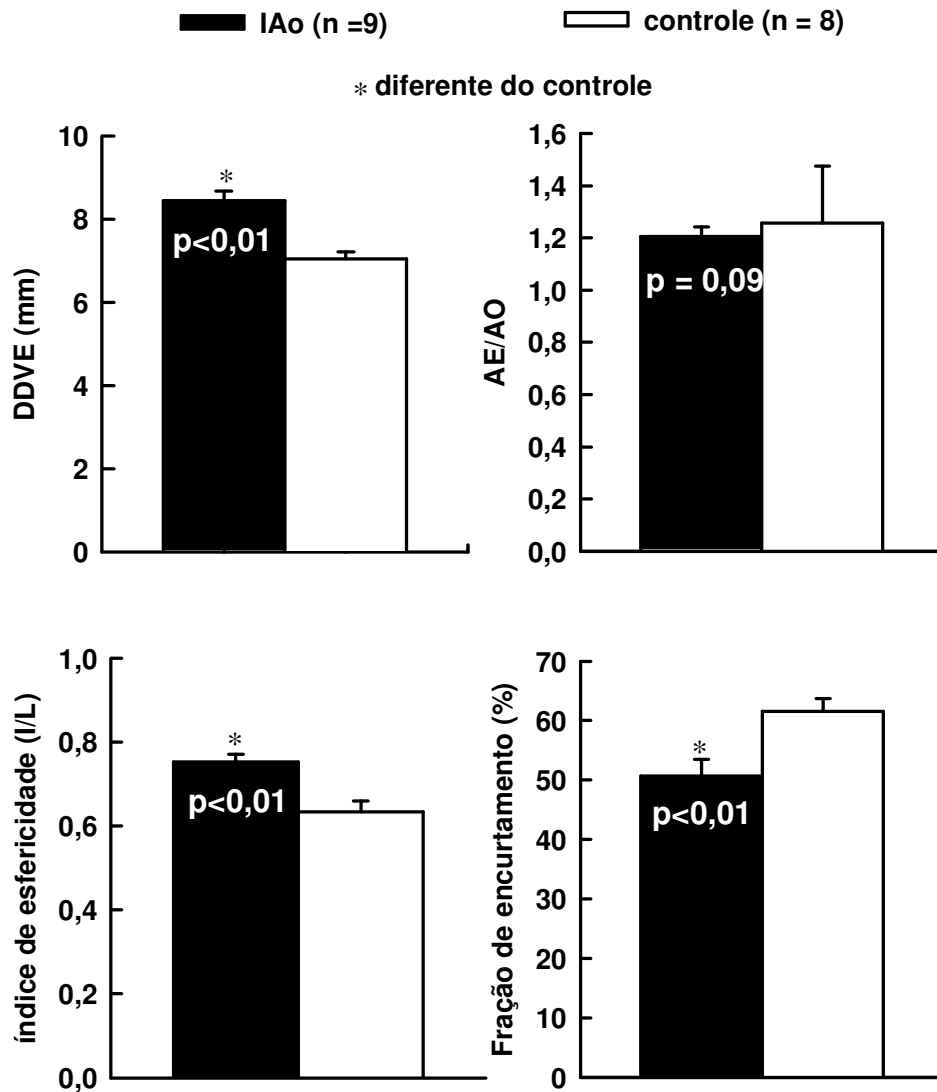 IAo (n =9)
controle (n = 8)
* diferente do controle
DDVE (mm)
10
8
6
4
2
0
*
p<0,01
AE/AO
1,6
1,4
1,2
1,0
0,8
0,6
0,4
0,2
0,0
p = 0,09
índice de esfericidade (l/L)
1,0
0,8
0,6
0,4
0,2
0,0
*
p<0,01
Fração de encurtamento (%)
70
60
50
40
30
20
10
0
*
p<0,01